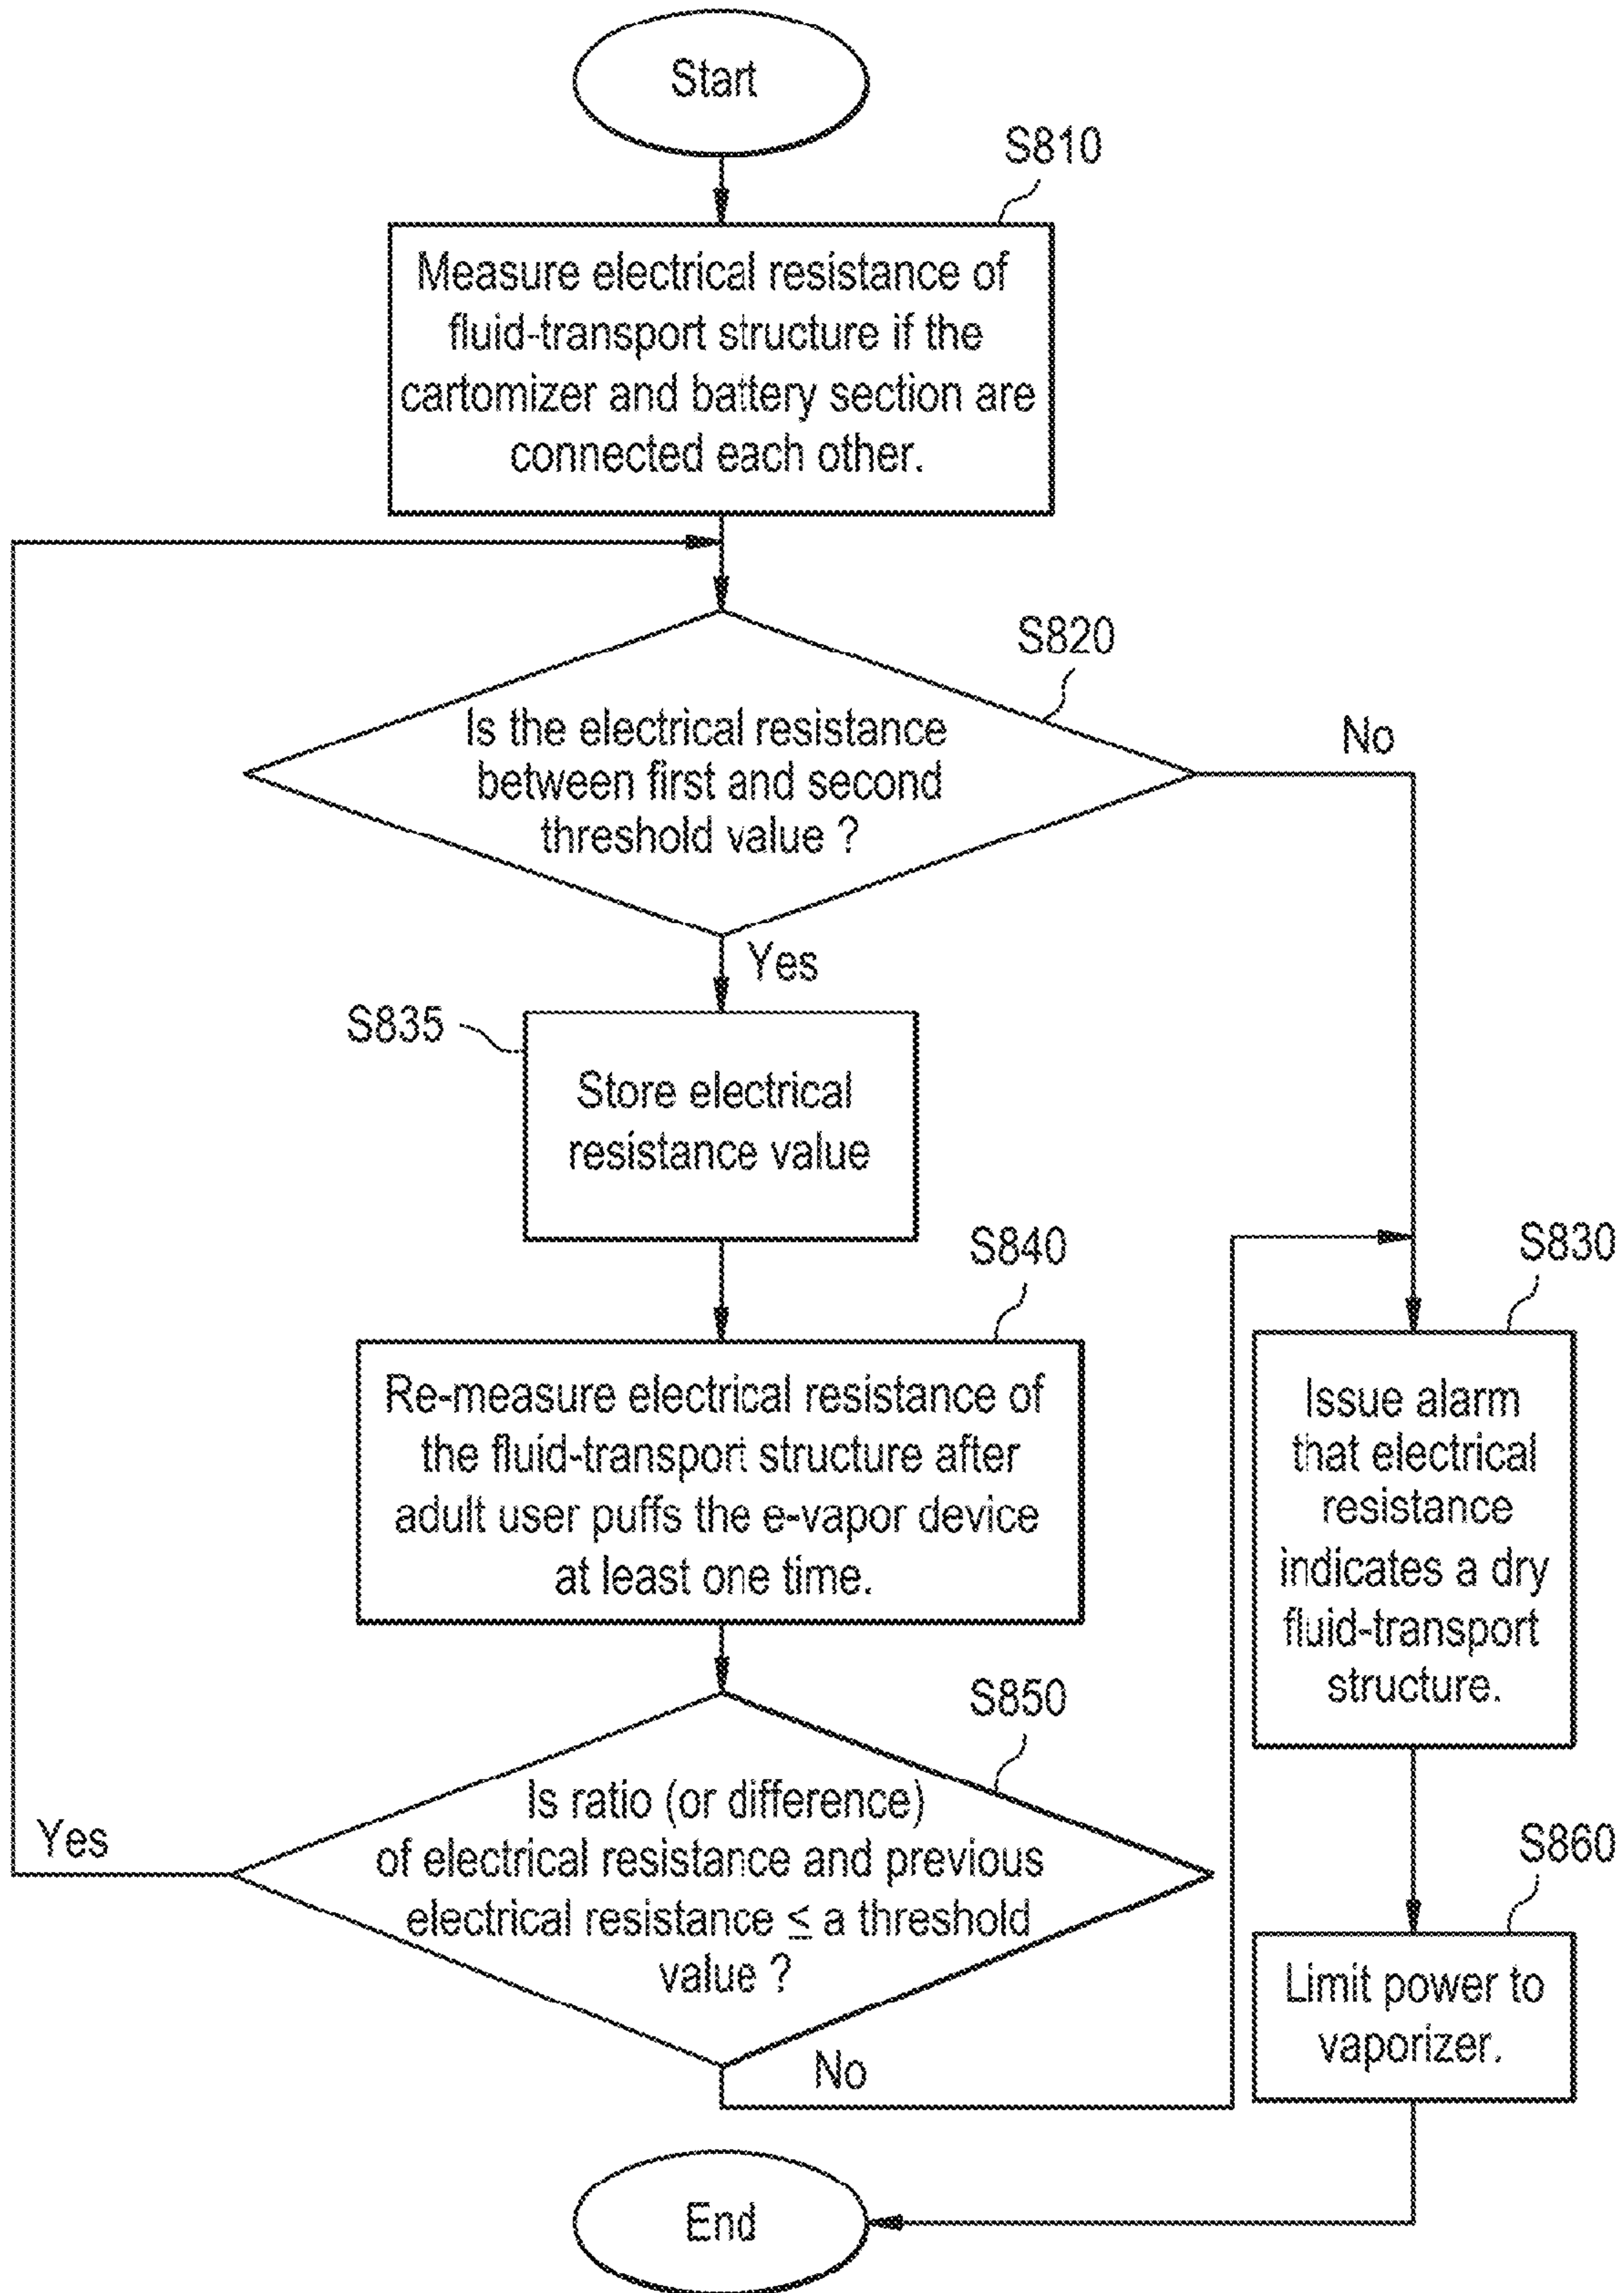 Start
S810
Measure electrical resistance of
fluid-transport structure if the
cartomizer and battery section are
connected each other.
S820
Is the electrical resistance
between first and second
threshold value ?
No
Yes
S835
Store electrical
resistance value
S840
Re-measure electrical resistance of
the fluid-transport structure after
adult user puffs the e-vapor device
at least one time.
S830
Issue alarm
that electrical
resistance
indicates a dry
fluid-transport
structure.
S850
Is ratio (or difference)
of electrical resistance and previous
electrical resistance ≤ a threshold
value ?
Yes
No
S860
Limit power to
vaporizer.
End